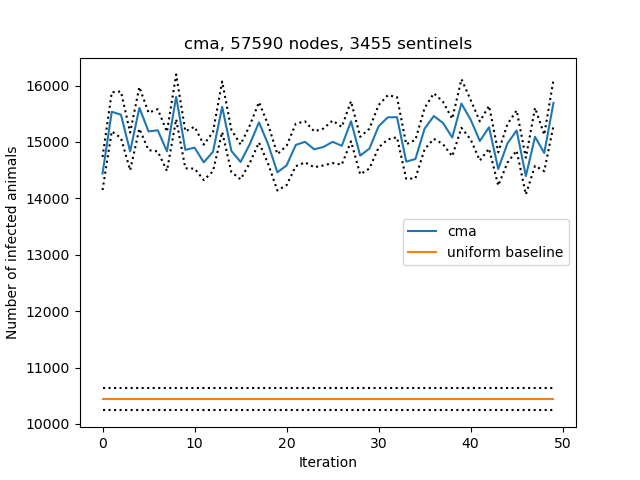 cma, 57590 nodes, 3455 sentinels
16000
15000
14000
13000
12000
11000
10000
Number of infected animals
cma
uniform baseline
0 10 20 30 40 50
Iteration